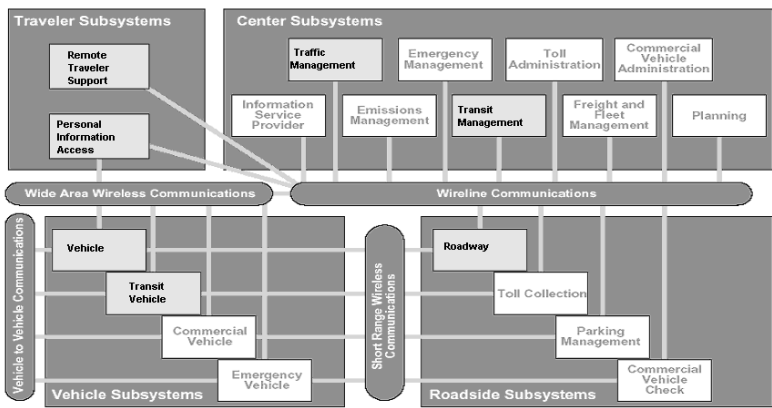 Traveler Subsystems
Remote
Traveler
Support
Personal
Information
Access
Center Subsystems
Traffic
Management
Emergency
Management
Toll
Administration
Commercial
Vehicle
Administration
Information
Service
Provider
Emissions
Management
Transit
Management
Freight and
Fleet
Management
Planning
Wide Area Wireless Communications
Wireline Communications
Vehicle to Vehicle Communications
Vehicle
Transit
Vehicle
Commercial
Vehicle
Emergency
Vehicle
Vehicle Subsystems
Short Range Wireless
Communications
Roadway
Toll Collection
Parking
Management
Commercial
Vehicle
Check
Roadside Subsystems